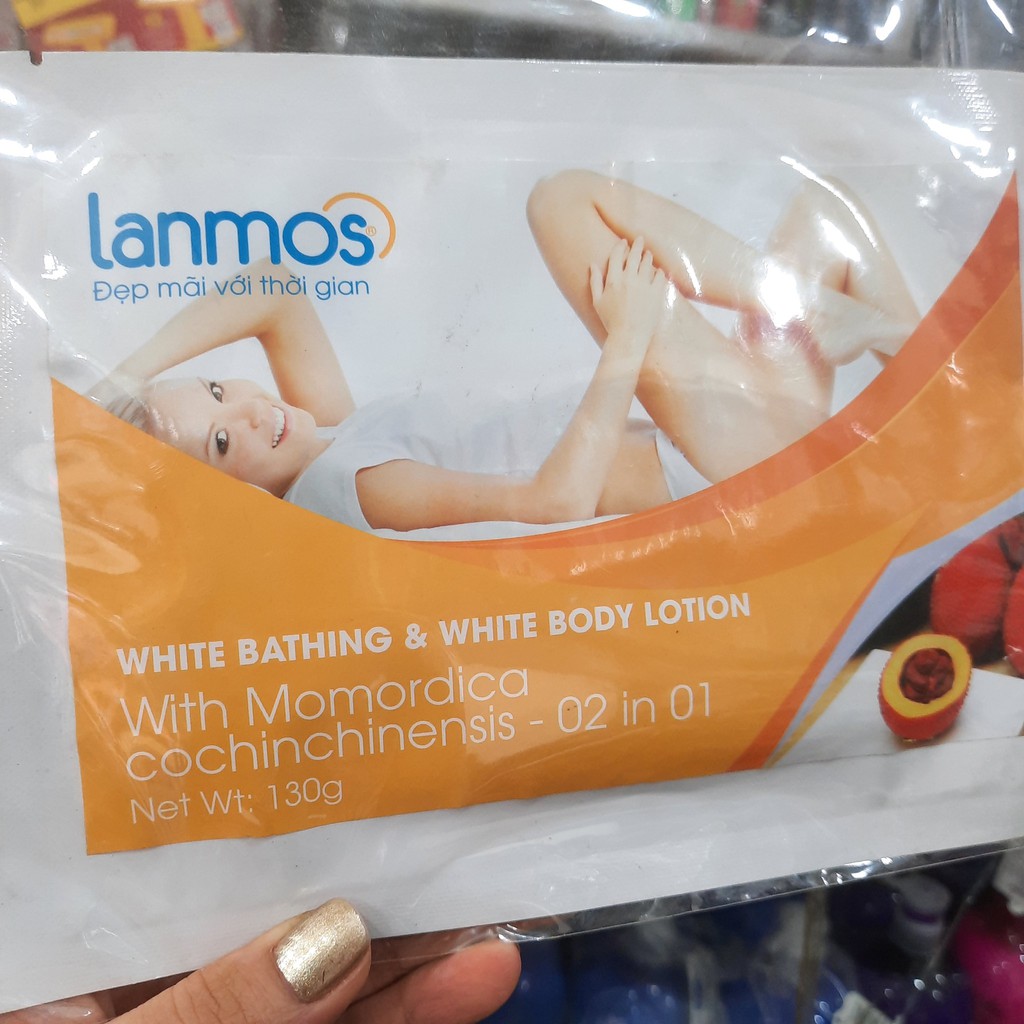 lanmos®
Đẹp mãi với thời gian
WHITE BATHING & WHITE BODY LOTION
With Momordica
cochinchinensis - 02 in 01
Net Wt: 130g